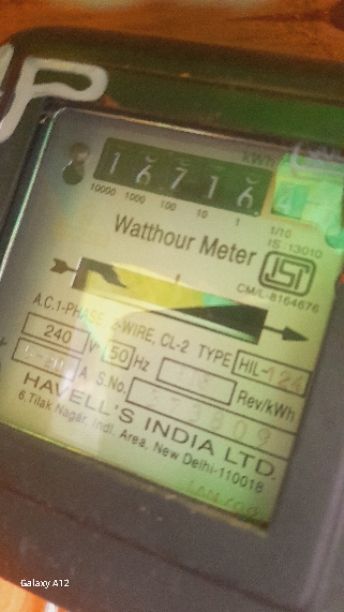 kWh
1 6 7 1 6 4
10000 1000 100 10 1 1/10
Watthour Meter
IS:13010
ISI
CM/L-8164676
A.C.1-PHASE 2-WIRE, CL-2 TYPE HIL-124
240 V 50 Hz Rev/kWh
A S.No.
HAVELL'S INDIA LTD.
6,Tilak Nagar, Indl. Area, New Delhi-110018
Galaxy A12